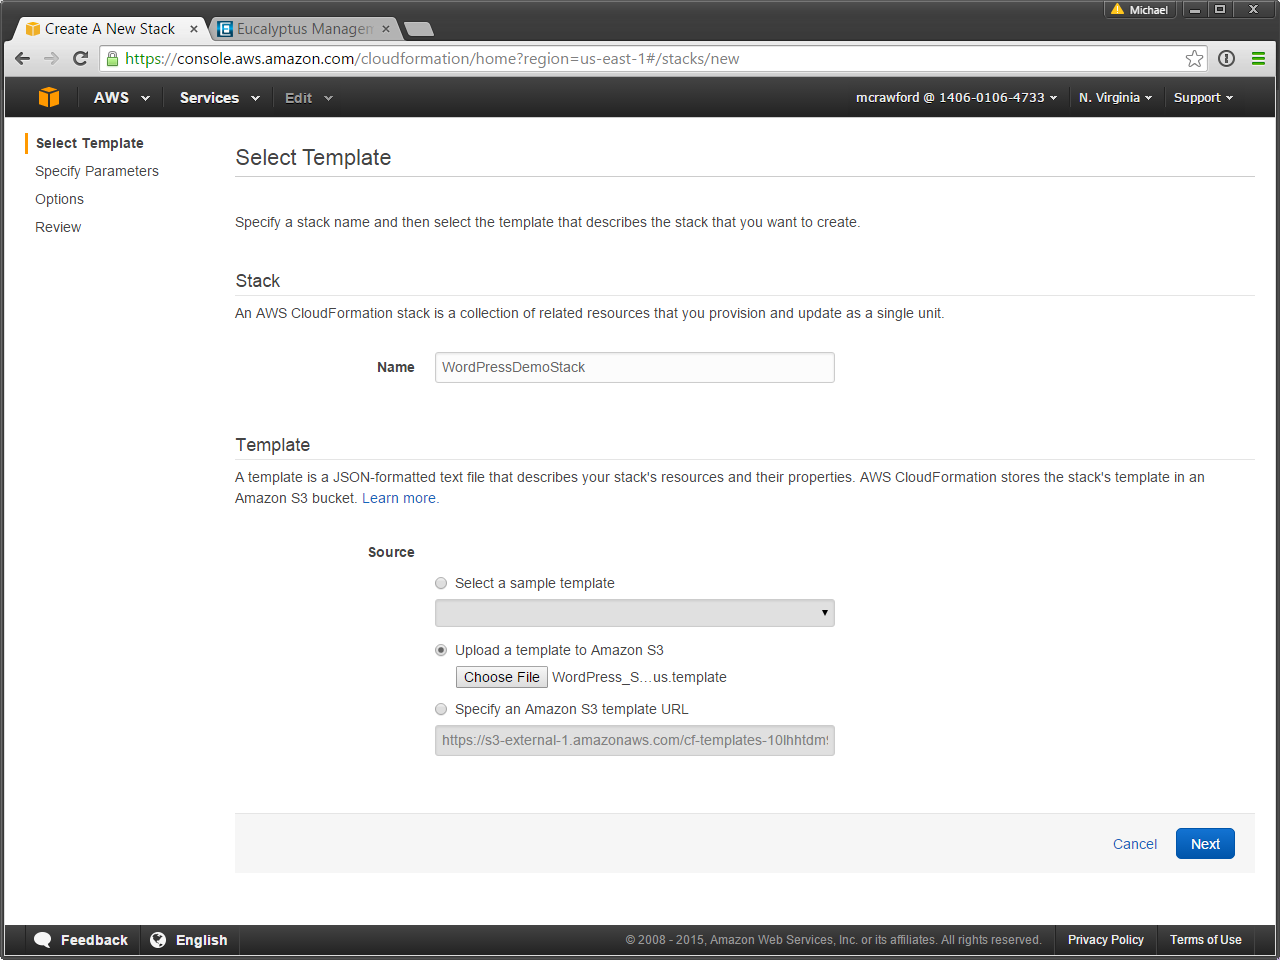 Michael
Create A New Stack
Eucalyptus Managem
https://console.aws.amazon.com/cloudformation/home?region=us-east-1#/stacks/new
AWS Services Edit mcrawford @ 1406-0106-4733 N. Virginia Support
Select Template
Specify Parameters
Options
Review
Select Template
Specify a stack name and then select the template that describes the stack that you want to create.
Stack
An AWS CloudFormation stack is a collection of related resources that you provision and update as a single unit.
Name WordPressDemoStack
Template
A template is a JSON-formatted text file that describes your stack's resources and their properties. AWS CloudFormation stores the stack's template in an
Amazon S3 bucket. Learn more.
Source
Select a sample template
Upload a template to Amazon S3
Choose File WordPress_S...us.template
Specify an Amazon S3 template URL
https://s3-external-1.amazonaws.com/cf-templates-10lhhtdm9
Cancel Next
Feedback English © 2008 - 2015, Amazon Web Services, Inc. or its affiliates. All rights reserved. Privacy Policy Terms of Use